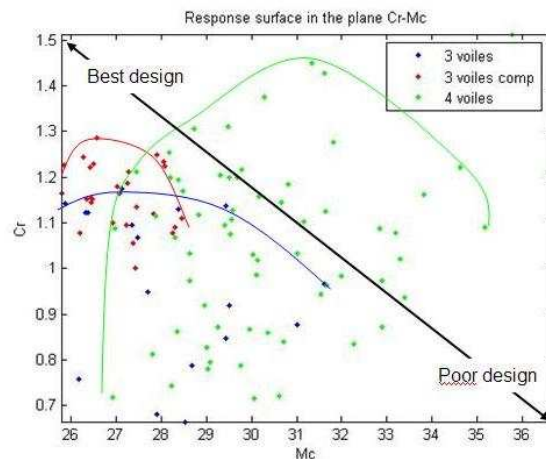 Response surface in the plane Cr-Mc
1.5
1.4
1.3
1.2
1.1
1
0.9
0.8
0.7
Cr
Best design
3 voiles
3 voiles comp
4 voiles
Poor design
26 27 28 29 30 31 32 33 34 35 36
Mc